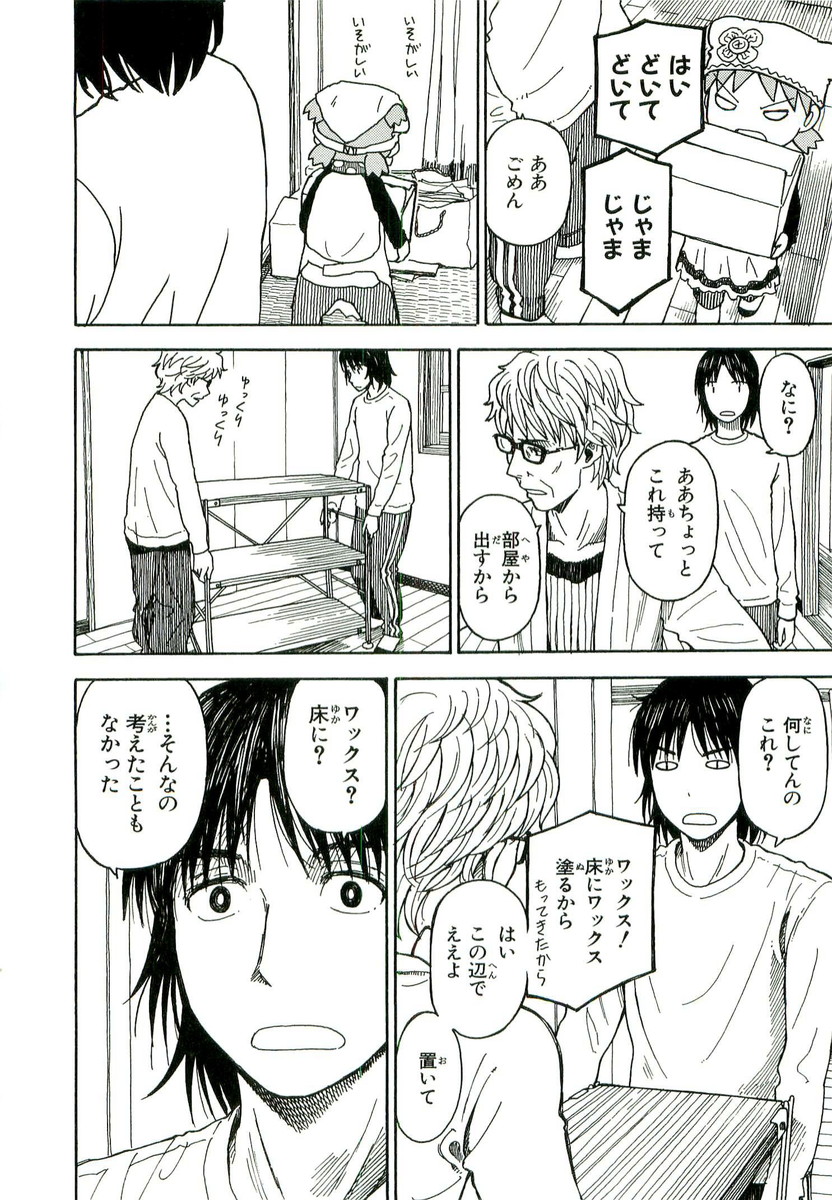 はい
どいて
どいて
じゃま
じゃま
ああ
ごめん
いそがしい
いそがしい
なに?
ああちょっと
これ持って
部屋から
出すから
ゆっくり
ゆっくり
何してんの
これ?
ワックス!
床にワックス
塗るから
もってきたから
はい
この辺で
ええよ
置いて
ワックス?
床に?
…そんなの
考えたことも
なかった